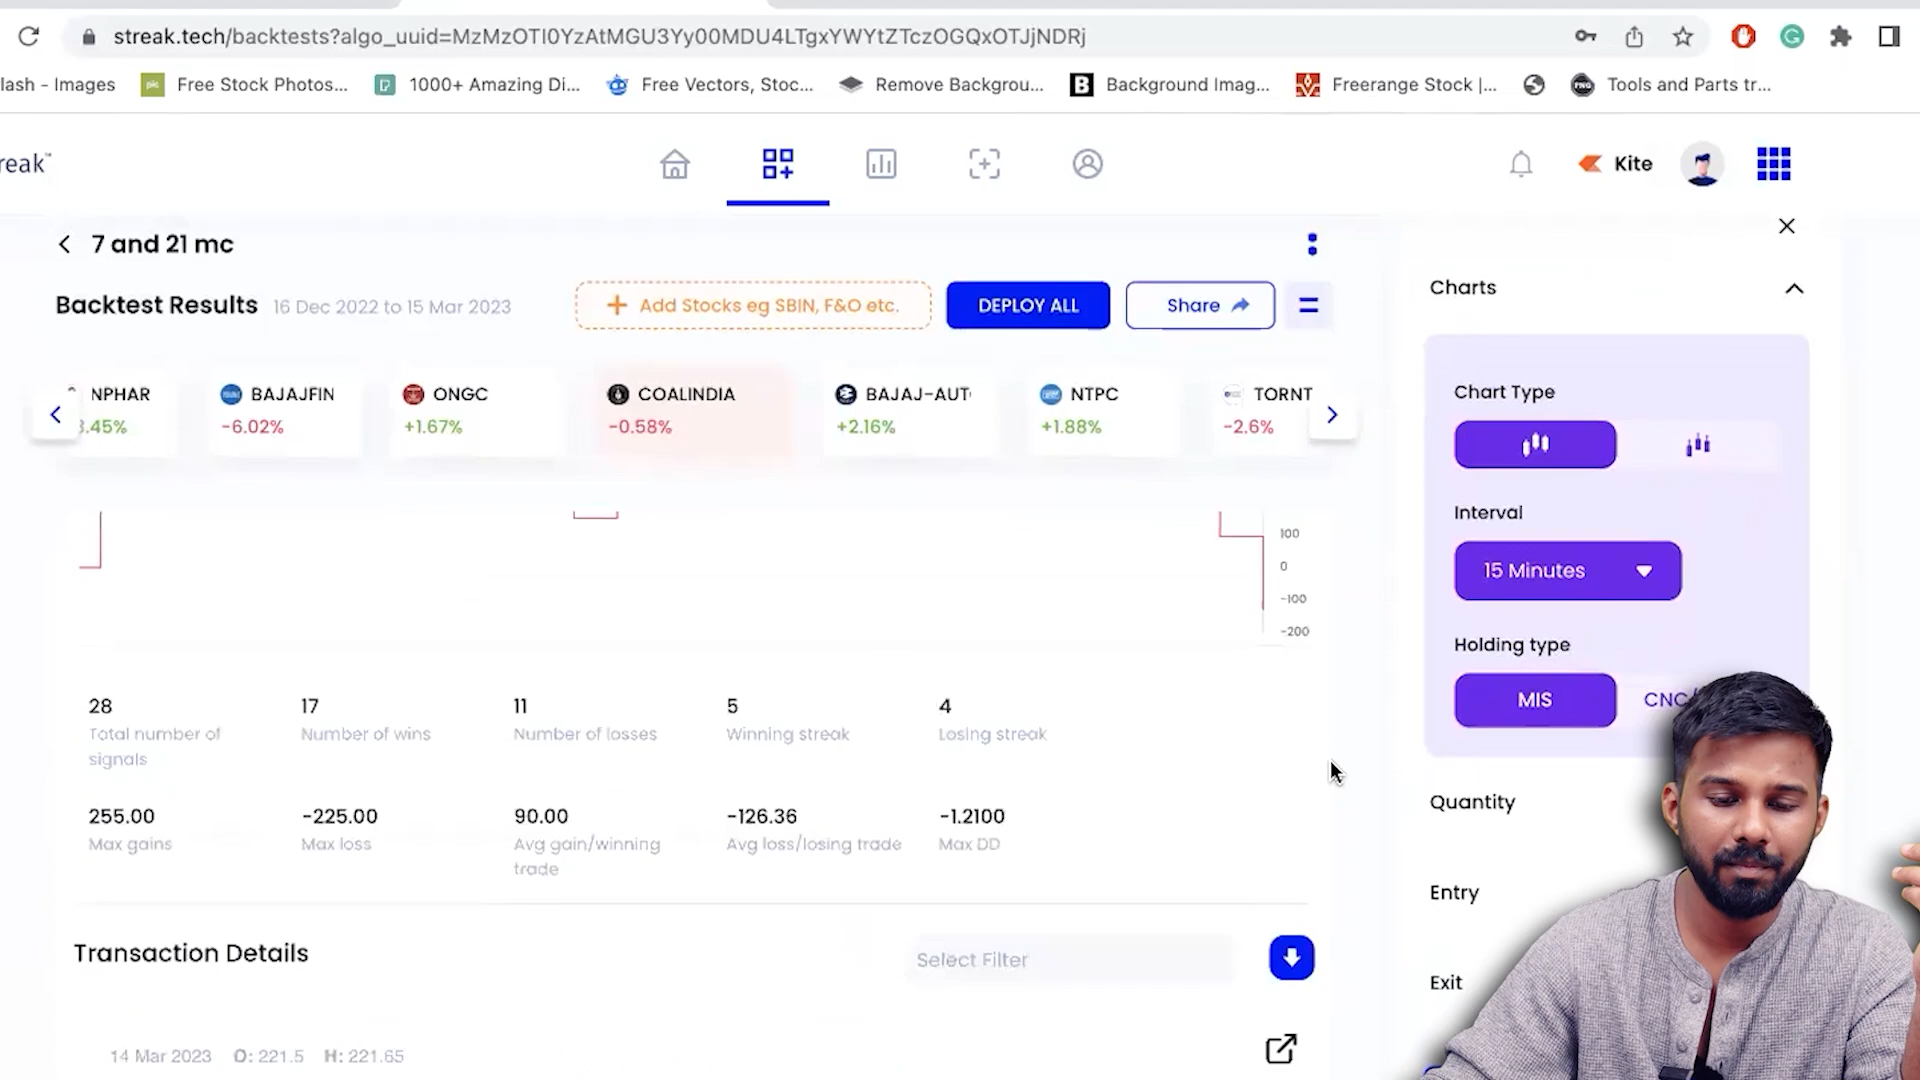 streak.tech/backtests?algo_uuid=MzMzOTI0YzAtMGU3Yy00MDU4LTgxYWYtZTczOGQxOTJjNDRj
lash - Images
Free Stock Photos...
1000+ Amazing Di...
Free Vectors, Stoc...
Remove Backgrou...
Background Imag...
Freerange Stock |...
Tools and Parts tr...
reak™
Kite
7 and 21 mc
Backtest Results 16 Dec 2022 to 15 Mar 2023
+ Add Stocks eg SBIN, F&O etc.
DEPLOY ALL
Share
NPHAR
.45%
BAJAJFIN
-6.02%
ONGC
+1.67%
COALINDIA
-0.58%
BAJAJ-AUT
+2.16%
NTPC
+1.88%
TORNT
-2.6%
100
0
-100
-200
28
Total number of
signals
17
Number of wins
11
Number of losses
5
Winning streak
4
Losing streak
255.00
Max gains
-225.00
Max loss
90.00
Avg gain/winning
trade
-126.36
Avg loss/losing trade
-1.2100
Max DD
Transaction Details
Select Filter
14 Mar 2023 O: 221.5 H: 221.65
Charts
Chart Type
Interval
15 Minutes
Holding type
MIS
CNC/
Quantity
Entry
Exit